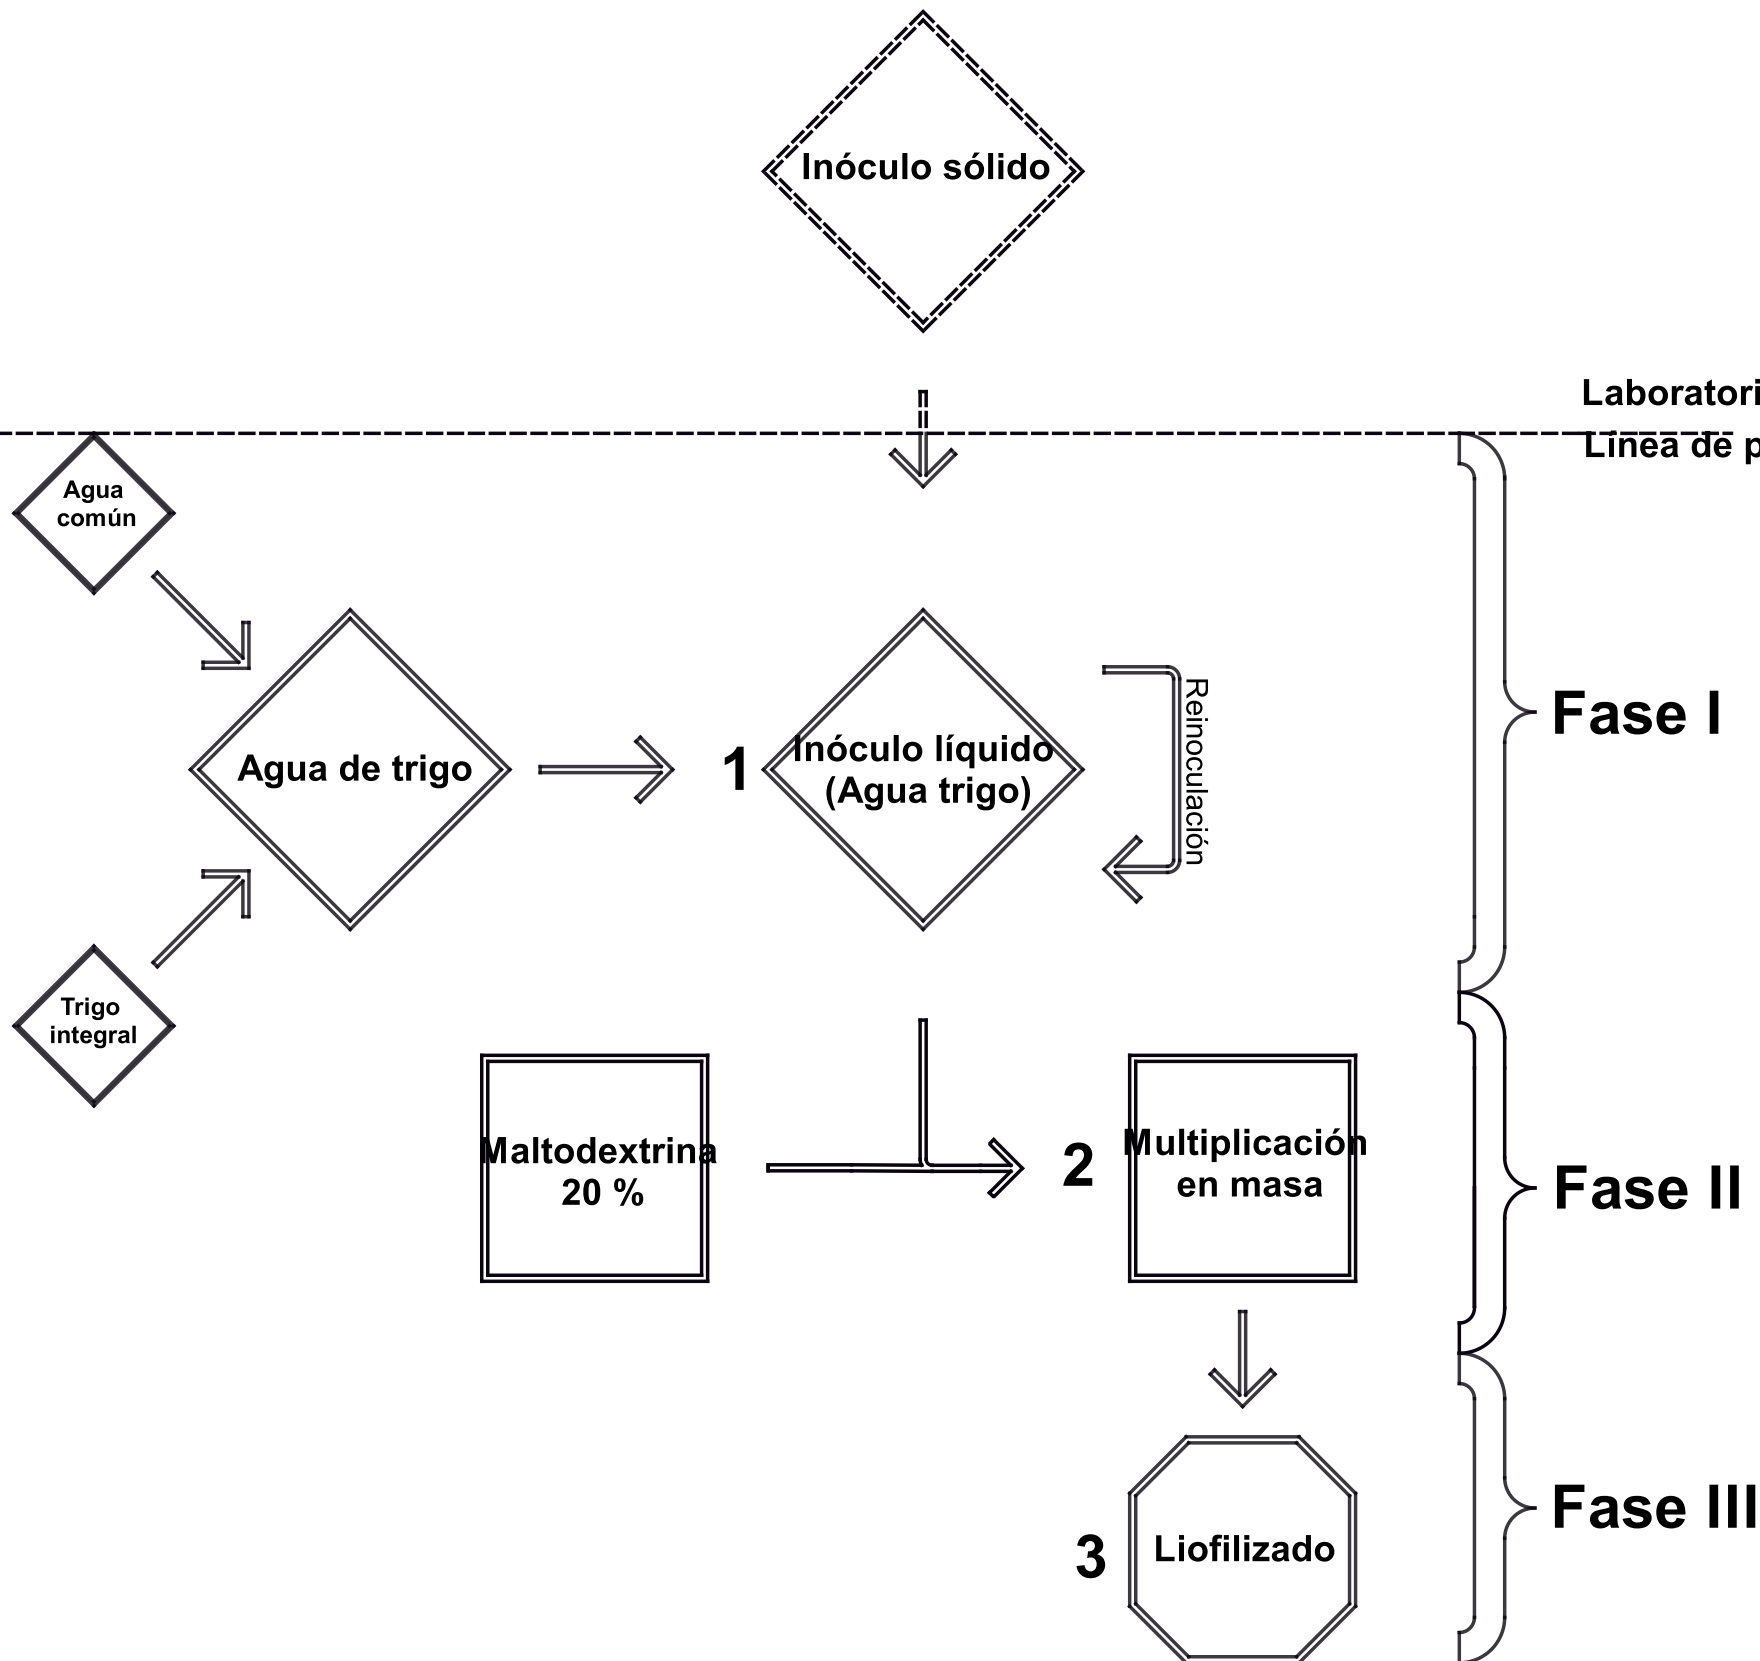 Inóculo sólido
Laboratori
Línea de p
Agua
común
Agua de trigo
1
Inóculo líquido
(Agua trigo)
Reinoculación
Fase I
Trigo
integral
Maltodextrina
20 %
2
Multiplicación
en masa
Fase II
3
Liofilizado
Fase III